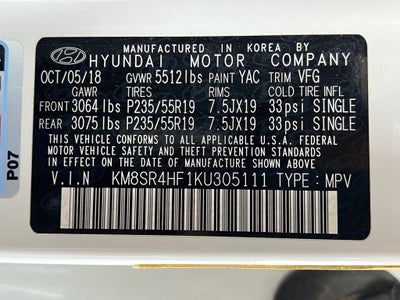 MANUFACTURED IN KOREA BY
HYUNDAI MOTOR COMPANY
OCT/05/18 GVWR 5512lbs PAINT YAC TRIM VFG
GAWR TIRES RIMS COLD TIRE INFL
FRONT 3064lbs P235/55R19 7.5JX19 33psi SINGLE
REAR 3075lbs P235/55R19 7.5JX19 33psi SINGLE
THIS VEHICLE CONFORMS TO ALL APPLICABLE U.S.A. FEDERAL
MOTOR VEHICLE SAFETY STANDARDS IN EFFECT ON THE DATE OF
MANUFACTURE SHOWN ABOVE.
V.I.N KM8SR4HF1KU305111 TYPE : MPV
P07